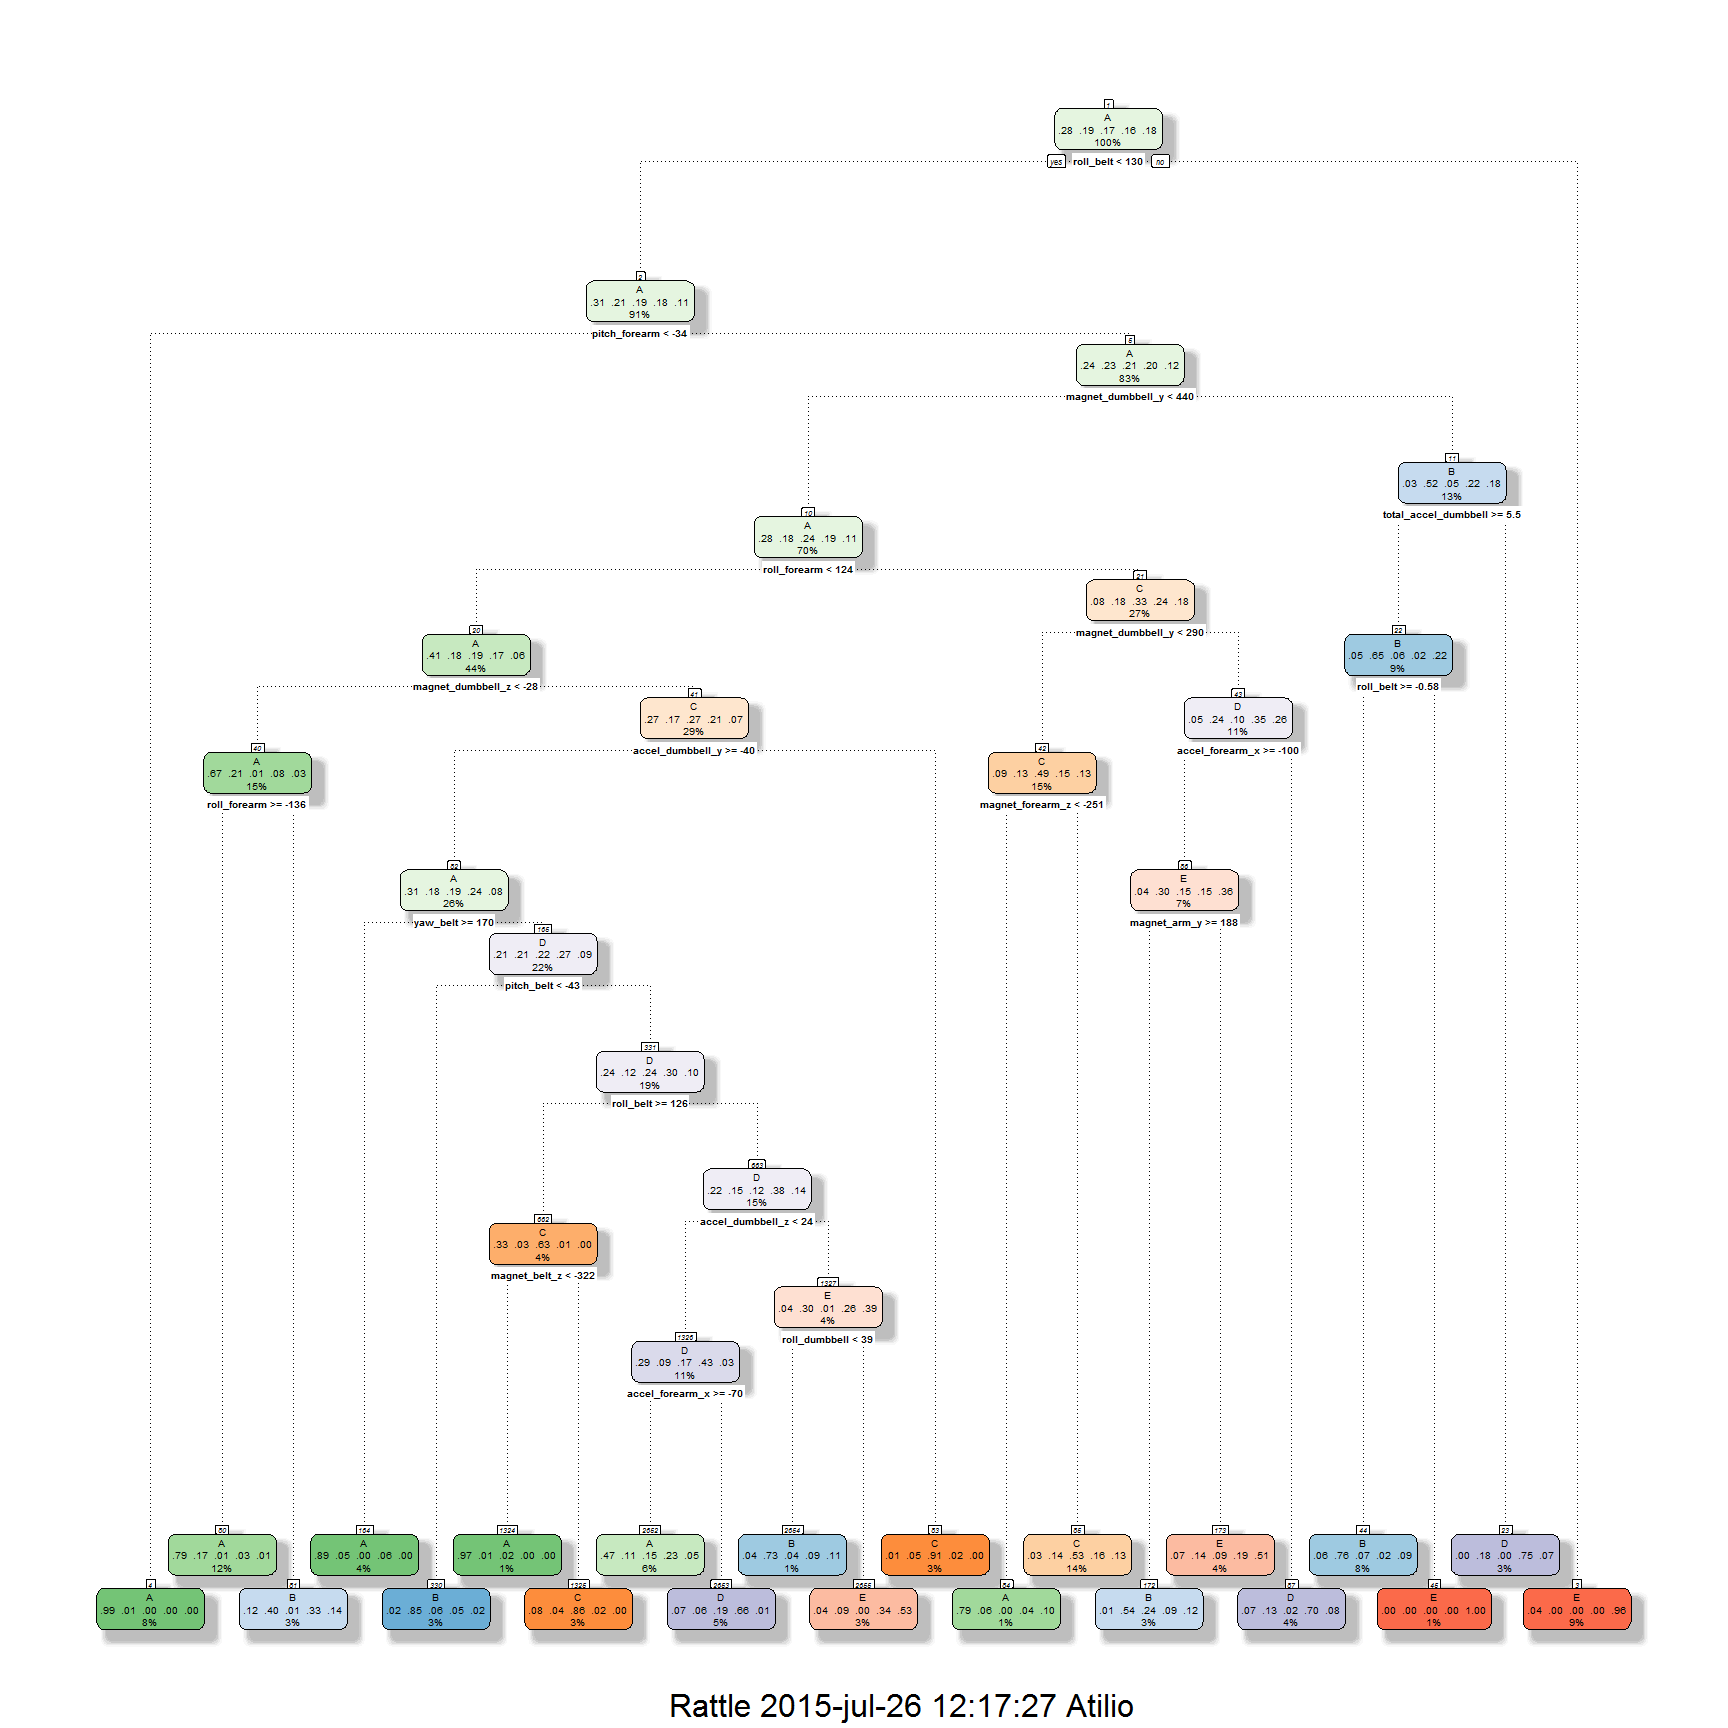 1
A
.28 .19 .17 .16 .18
100%
yes roll_belt < 130 no
2
A
.31 .21 .19 .18 .11
91%
pitch_forearm < -34
5
A
.24 .23 .21 .20 .12
83%
magnet_dumbbell_y < 440
11
B
.03 .52 .05 .22 .18
13%
total_accel_dumbbell >= 5.5
10
A
.28 .18 .24 .19 .11
70%
roll_forearm < 124
21
C
.08 .18 .33 .24 .18
27%
magnet_dumbbell_y < 290
20
A
.41 .18 .19 .17 .06
44%
magnet_dumbbell_z < -28
22
B
.05 .65 .06 .02 .22
9%
roll_belt >= -0.58
41
C
.27 .17 .27 .21 .07
29%
accel_dumbbell_y >= -40
43
D
.05 .24 .10 .35 .26
11%
accel_forearm_x >= -100
40
A
.67 .21 .01 .08 .03
15%
roll_forearm >= -136
42
C
.09 .13 .49 .15 .13
15%
magnet_forearm_z < -251
82
A
.31 .18 .19 .24 .08
26%
yaw_belt >= 170
86
E
.04 .30 .15 .15 .36
7%
magnet_arm_y >= 188
165
D
.21 .21 .22 .27 .09
22%
pitch_belt < -43
331
D
.24 .12 .24 .30 .10
19%
roll_belt >= 126
663
D
.22 .15 .12 .38 .14
15%
accel_dumbbell_z < 24
662
C
.33 .03 .63 .01 .00
4%
magnet_belt_z < -322
1327
E
.04 .30 .01 .26 .39
4%
roll_dumbbell < 39
1326
D
.29 .09 .17 .43 .03
11%
accel_forearm_x >= -70
80
A
.79 .17 .01 .03 .01
12%
164
A
.89 .05 .00 .06 .00
4%
1324
A
.97 .01 .02 .00 .00
1%
2652
A
.47 .11 .15 .23 .05
6%
2654
B
.04 .73 .04 .09 .11
1%
83
C
.01 .05 .91 .02 .00
3%
85
C
.03 .14 .53 .16 .13
14%
173
E
.07 .14 .09 .19 .51
4%
44
B
.06 .76 .07 .02 .09
8%
23
D
.00 .18 .00 .75 .07
3%
4
A
.99 .01 .00 .00 .00
8%
81
B
.12 .40 .01 .33 .14
3%
330
B
.02 .85 .06 .05 .02
3%
1325
C
.08 .04 .86 .02 .00
3%
2653
D
.07 .06 .19 .66 .01
5%
2655
E
.04 .09 .00 .34 .53
3%
84
A
.79 .06 .00 .04 .10
1%
172
B
.01 .54 .24 .09 .12
3%
87
D
.07 .13 .02 .70 .08
4%
45
E
.00 .00 .00 .00 1.00
1%
3
E
.04 .00 .00 .00 .96
9%
Rattle 2015-jul-26 12:17:27 Atilio